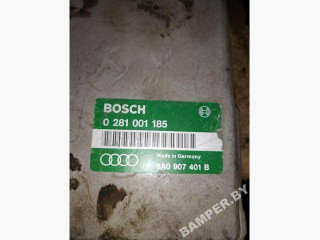 BOSCH
0 281 001 185
Made in Germany
8A0 907 401 B
BAMPER.BY